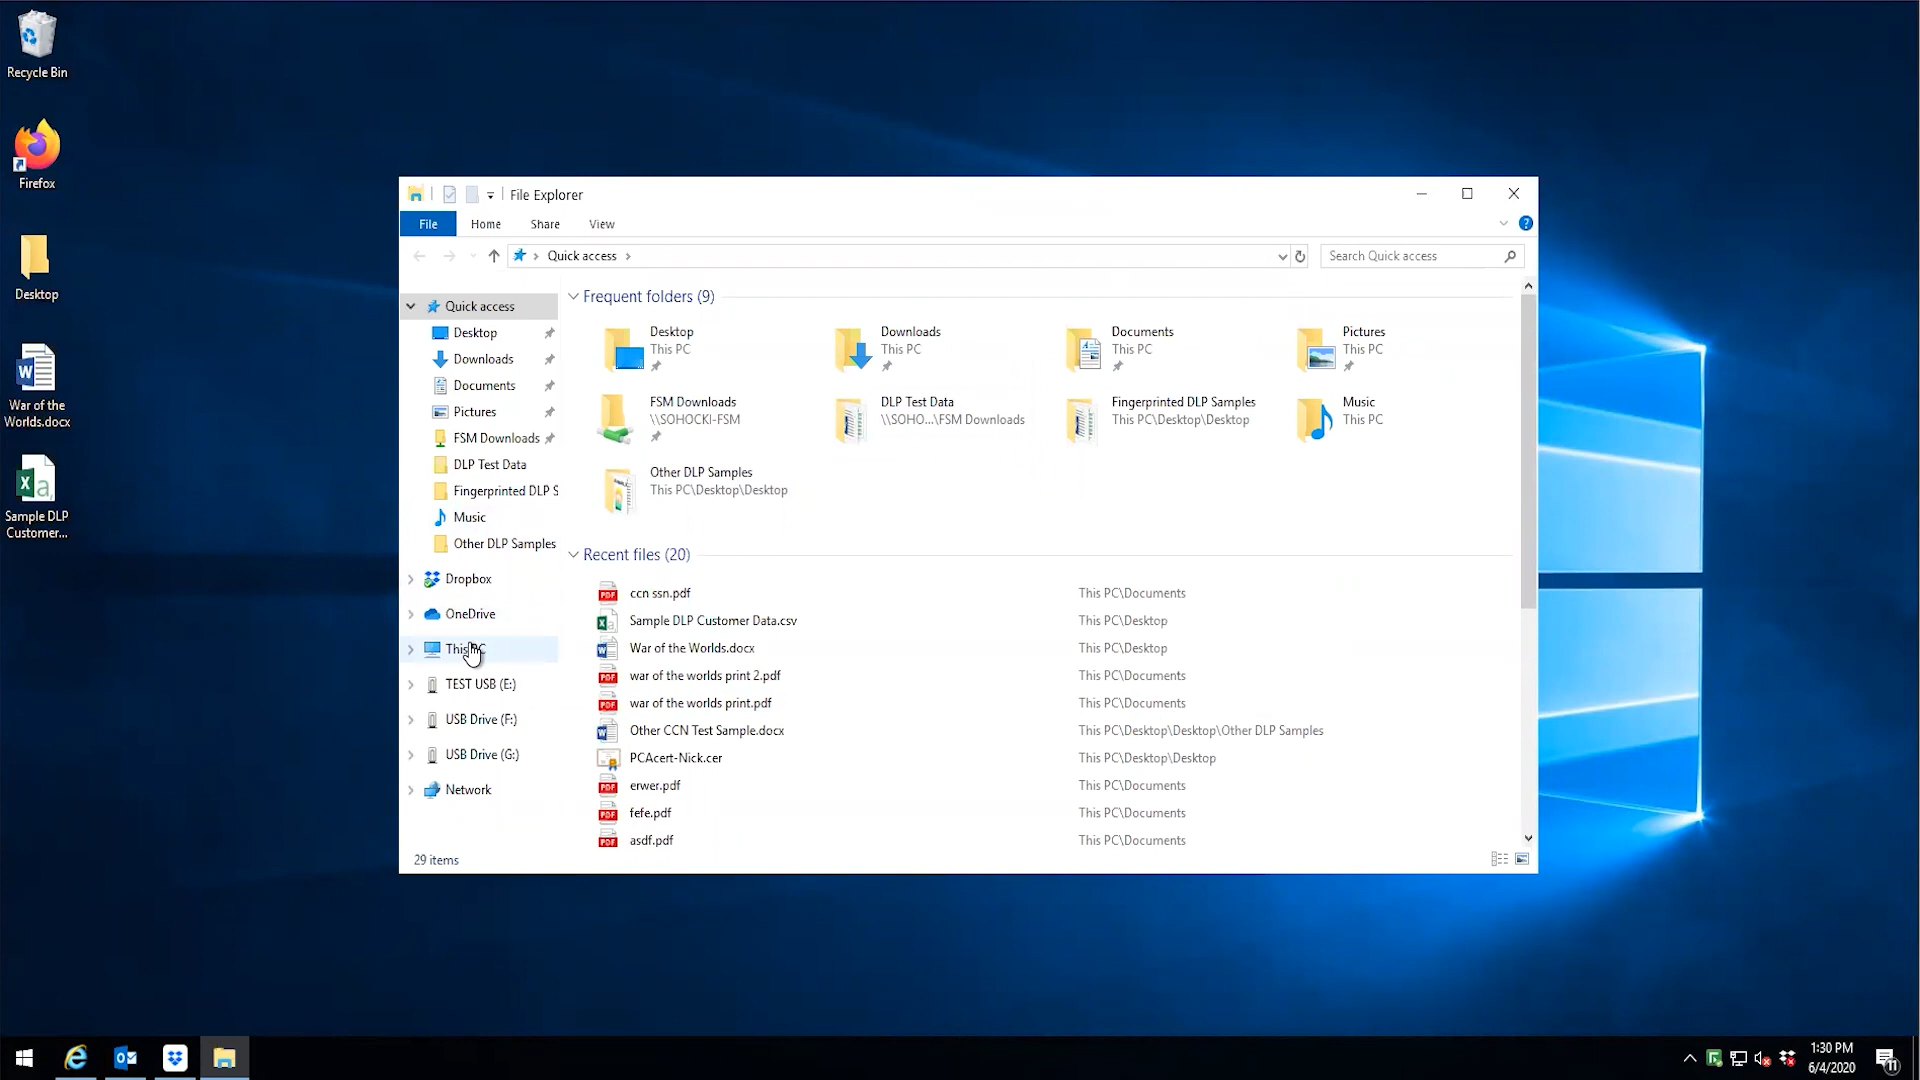 Recycle Bin
Firefox
Desktop
War of the
Worlds.docx
Sample DLP
Customer...
File Explorer
File
Home
Share
View
Quick access
Search Quick access
Quick access
Desktop
Downloads
Documents
Pictures
FSM Downloads
DLP Test Data
Fingerprinted DLP S
Music
Other DLP Samples
Dropbox
OneDrive
This PC
TEST USB (E:)
USB Drive (F:)
USB Drive (G:)
Network
29 items
Frequent folders (9)
Desktop
This PC
Downloads
This PC
Documents
This PC
Pictures
This PC
FSM Downloads
\\SOHOCKI-FSM
DLP Test Data
\\SOHO...\FSM Downloads
Fingerprinted DLP Samples
This PC\Desktop\Desktop
Music
This PC
Other DLP Samples
This PC\Desktop\Desktop
Recent files (20)
ccn ssn.pdf This PC\Documents
Sample DLP Customer Data.csv This PC\Desktop
War of the Worlds.docx This PC\Desktop
war of the worlds print 2.pdf This PC\Documents
war of the worlds print.pdf This PC\Documents
Other CCN Test Sample.docx This PC\Desktop\Desktop\Other DLP Samples
PCAcert-Nick.cer This PC\Desktop\Desktop
erwer.pdf This PC\Documents
fefe.pdf This PC\Documents
asdf.pdf This PC\Documents
1:30 PM
6/4/2020
11